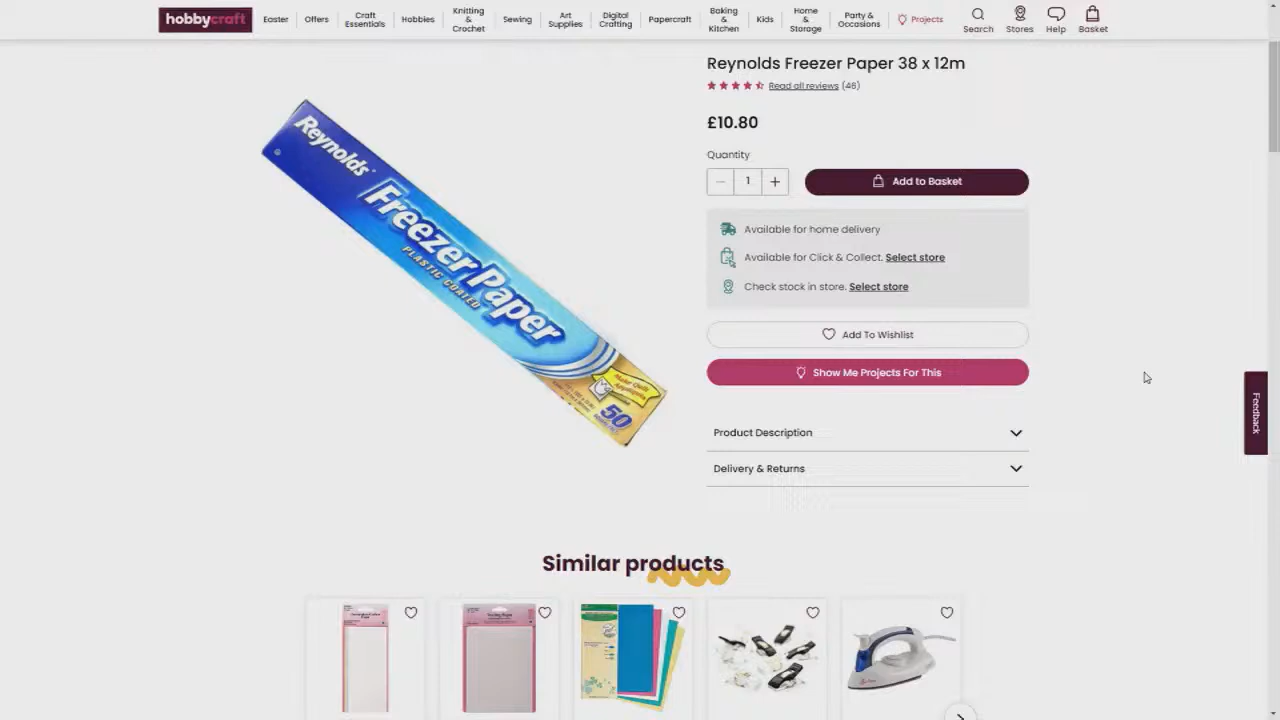 hobbycraft
Easter
Offers
Craft
Essentials
Hobbies
Knitting
&
Crochet
Sewing
Art
Supplies
Digital
Crafting
Papercraft
Baking
&
Kitchen
Kids
Home
&
Storage
Party &
Occasions
Projects
Search
Stores
Help
Basket
Reynolds Freezer Paper 38 x 12m
Read all reviews (48)
£10.80
Quantity
1
Add to Basket
Available for home delivery
Available for Click & Collect. Select store
Check stock in store. Select store
Add To Wishlist
Show Me Projects For This
Product Description
Delivery & Returns
Reynolds
Freezer Paper
PLASTIC COATED
Make Quilt
Appliqués
50
Feedback
Similar products